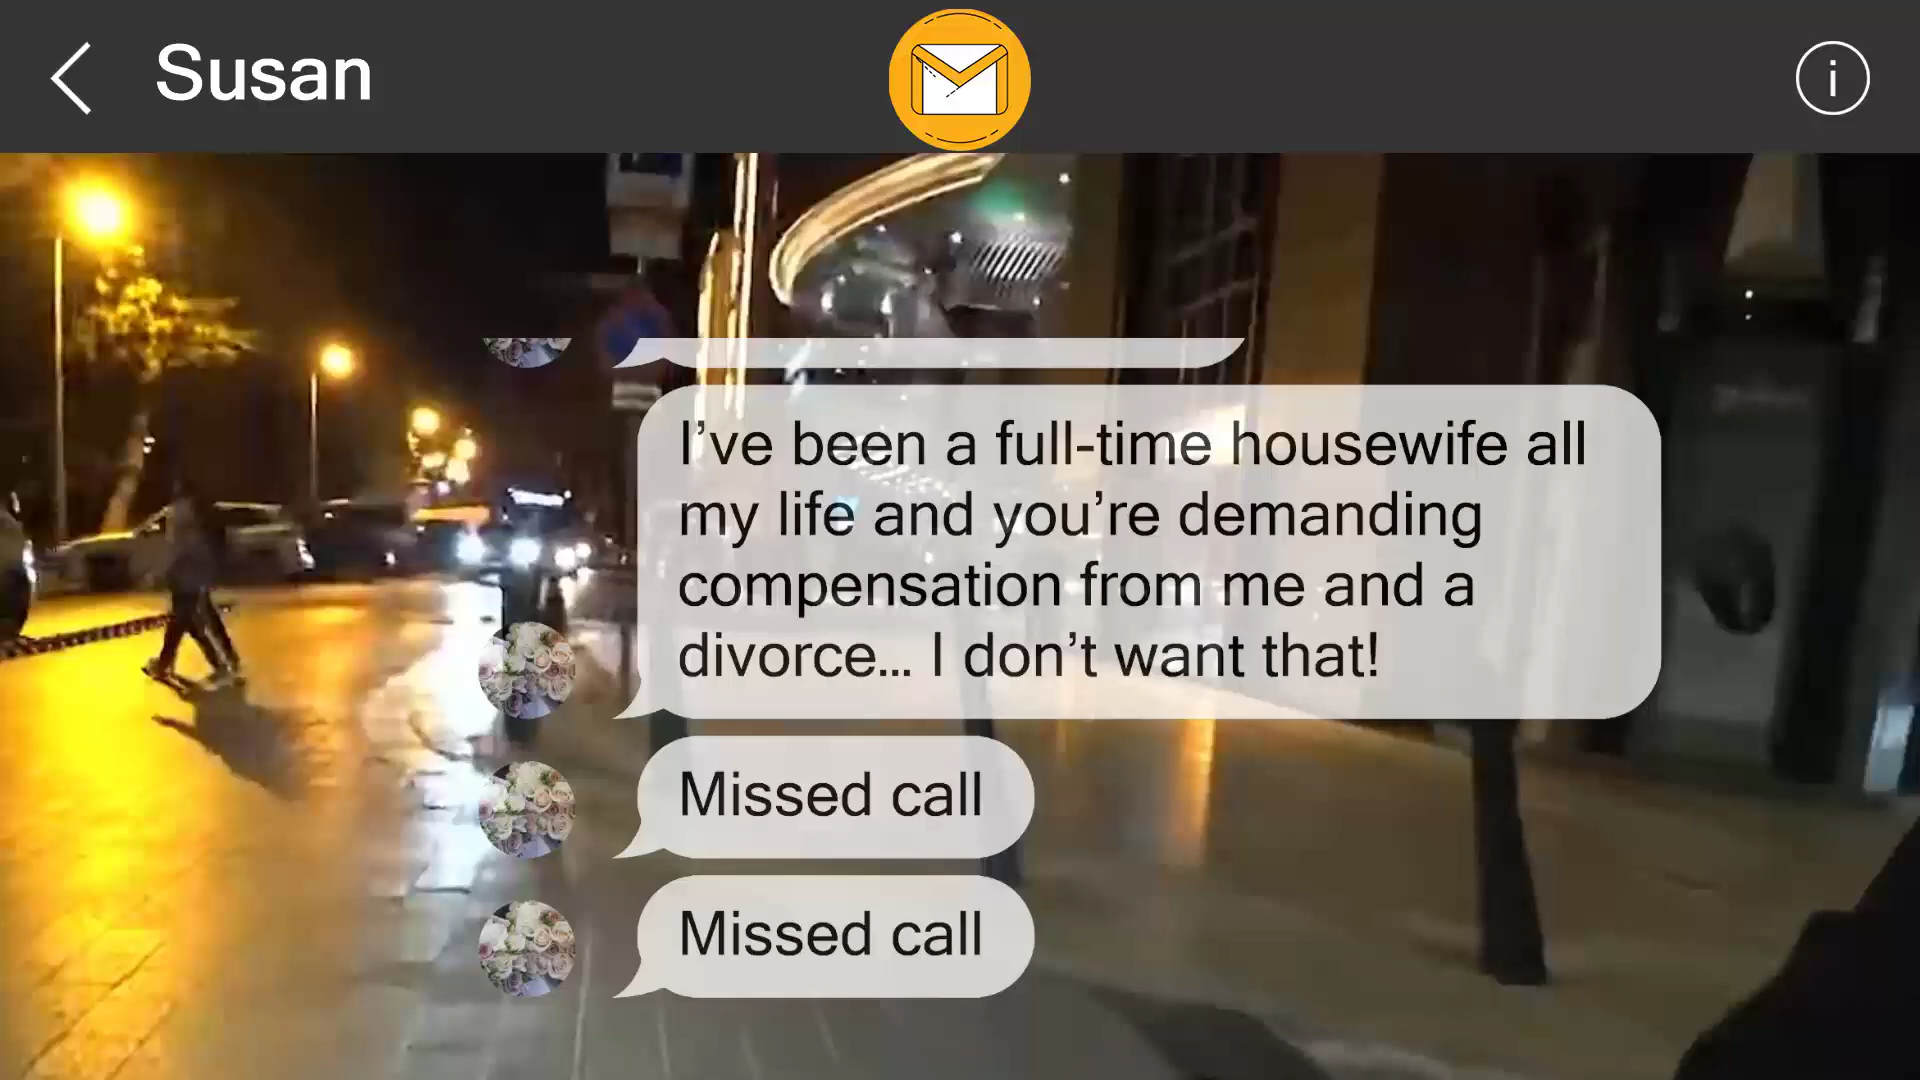 Susan
i
I’ve been a full-time housewife all
my life and you’re demanding
compensation from me and a
divorce... I don’t want that!
Missed call
Missed call